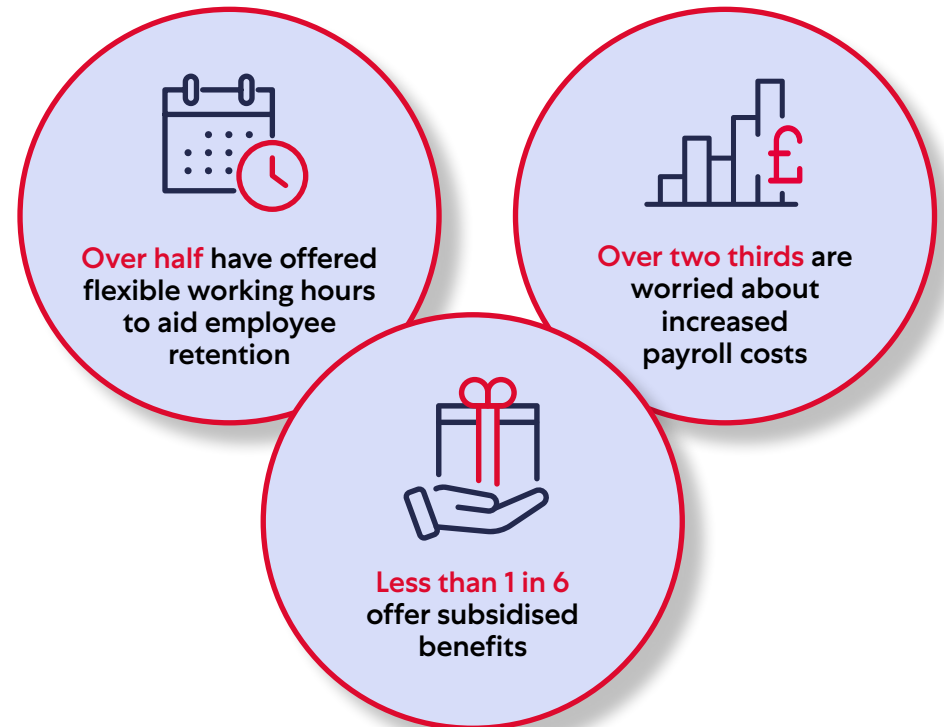 £
Over half have offered
flexible working hours
to aid employee
retention
Over two thirds are
worried about
increased
payroll costs
Less than 1 in 6
offer subsidised
benefits